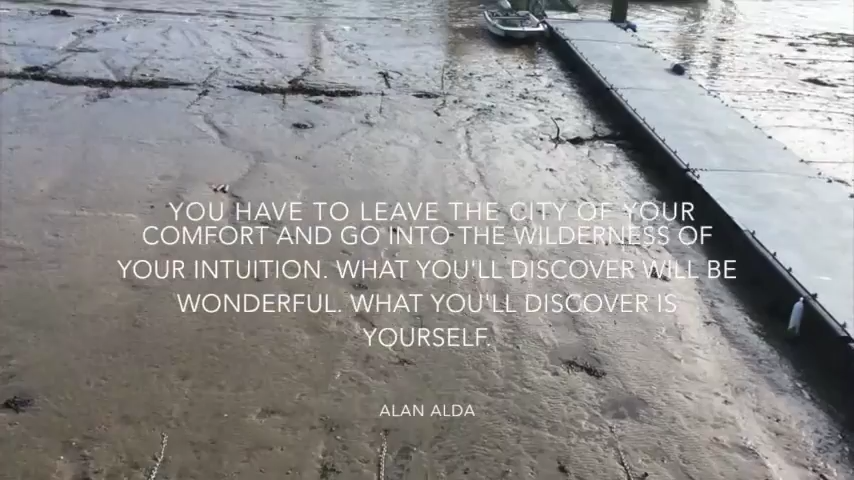 YOU HAVE TO LEAVE THE CITY OF YOUR
COMFORT AND GO INTO THE WILDERNESS OF
YOUR INTUITION. WHAT YOU'LL DISCOVER WILL BE
WONDERFUL. WHAT YOU'LL DISCOVER IS
YOURSELF.
ALAN ALDA